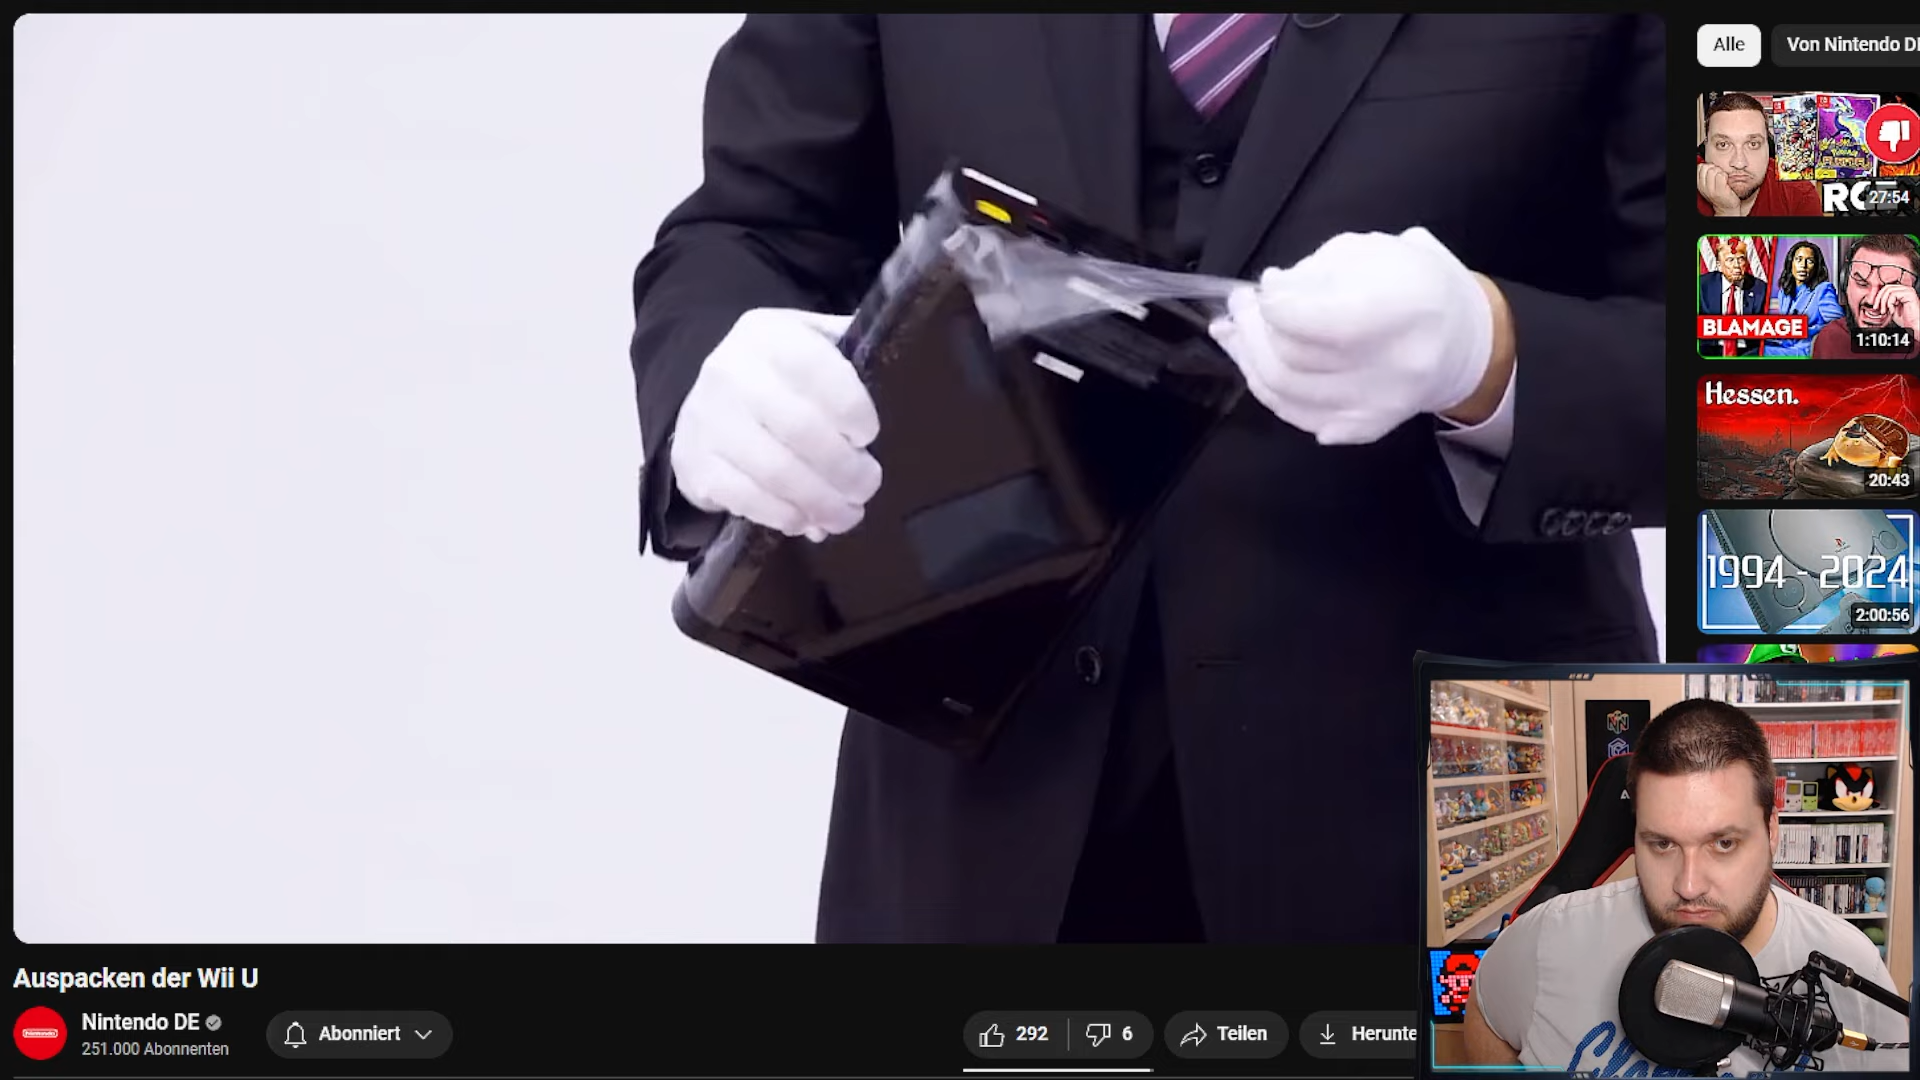 Alle
Von Nintendo DE
27:54
BLAMAGE
1:10:14
Hessen.
20:43
1994 - 2024
2:00:56
Auspacken der Wii U
Nintendo DE
251.000 Abonnenten
Abonniert
292
6
Teilen
Herunte